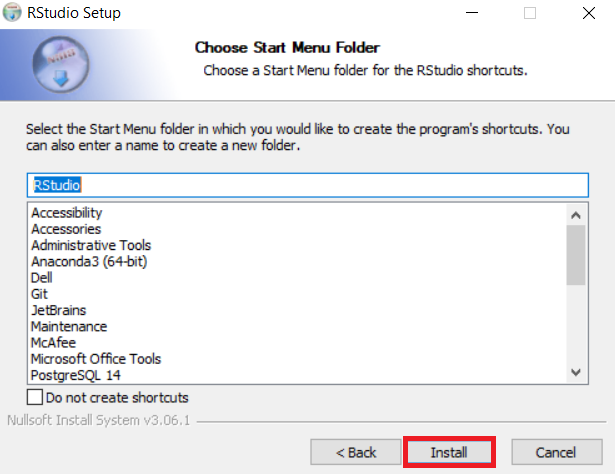 RStudio Setup
Choose Start Menu Folder
Choose a Start Menu folder for the RStudio shortcuts.
Select the Start Menu folder in which you would like to create the program's shortcuts. You
can also enter a name to create a new folder.
RStudio
Accessibility
Accessories
Administrative Tools
Anaconda3 (64-bit)
Dell
Git
JetBrains
Maintenance
McAfee
Microsoft Office Tools
PostgreSQL 14
Do not create shortcuts
Nullsoft Install System v3.06.1
< Back
Install
Cancel